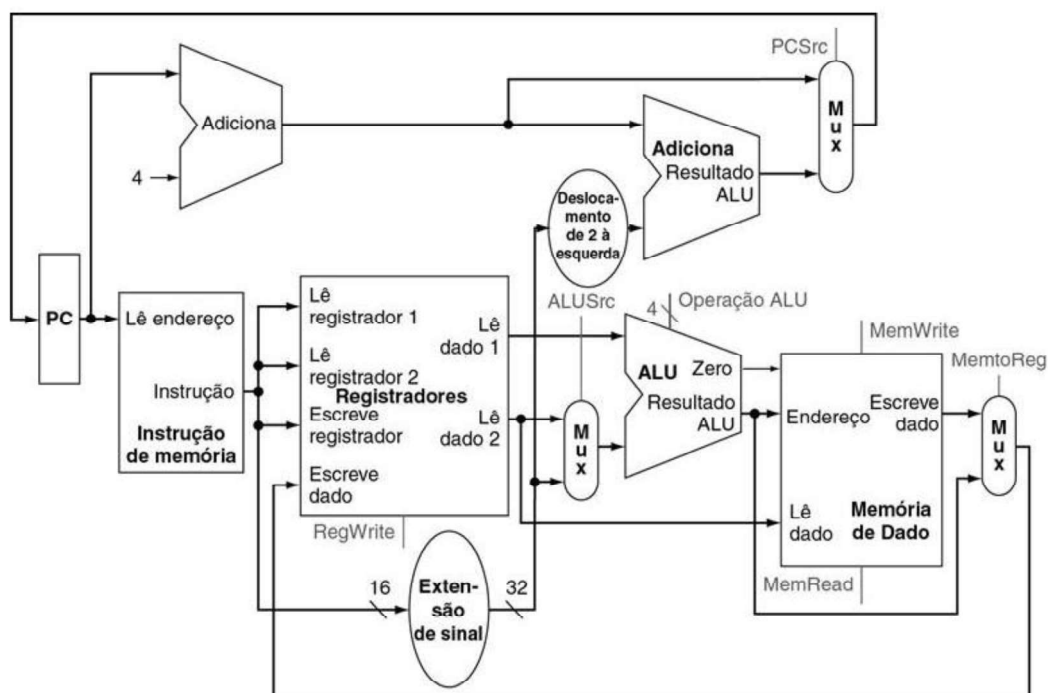 PCSrc
Adiciona
4
Mux
Adiciona
Resultado
ALU
Desloca-
mento
de 2 à
esquerda
PC
Lê endereço
Instrução
Instrução
de memória
Lê
registrador 1
Lê
registrador 2
Registradores
Escreve
registrador
Escreve
dado
Lê
dado 1
Lê
dado 2
RegWrite
ALUSrc
Mux
4
Operação ALU
ALU
Zero
Resultado
ALU
MemWrite
Endereço
Escreve
dado
Lê
dado
Memória
de Dado
MemRead
MemtoReg
Mux
16
Exten-
são
de sinal
32